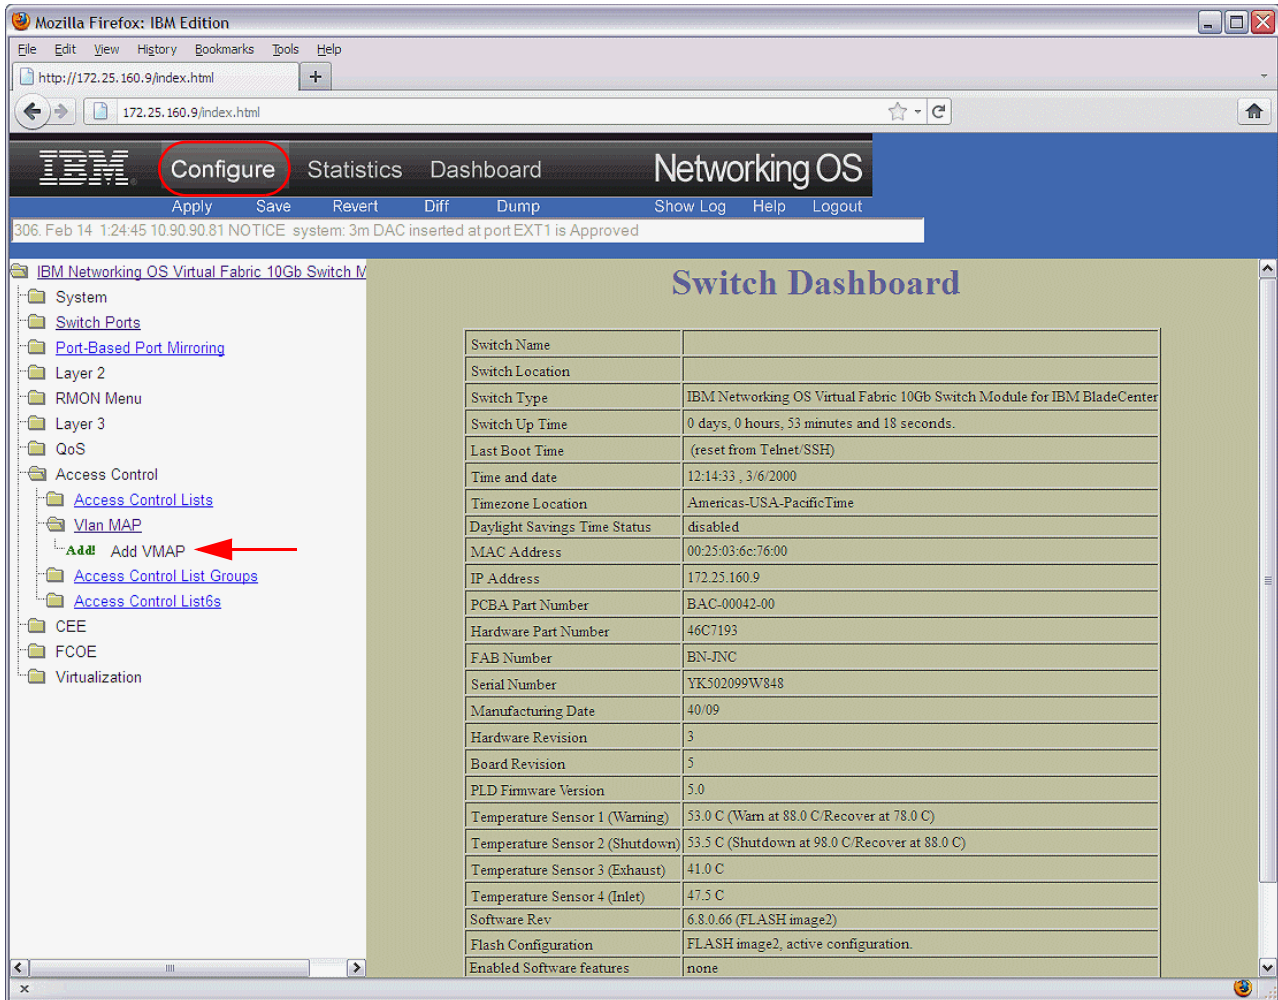 Mozilla Firefox: IBM Edition
File Edit View History Bookmarks Tools Help
http://172.25.160.9/index.html
172.25.160.9/index.html
IBM Configure Statistics Dashboard Networking OS
Apply Save Revert Diff Dump Show Log Help Logout
306. Feb 14 1:24:45 10.90.90.81 NOTICE system: 3m DAC inserted at port EXT1 is Approved
IBM Networking OS Virtual Fabric 10Gb Switch M
System
Switch Ports
Port-Based Port Mirroring
Layer 2
RMON Menu
Layer 3
QoS
Access Control
Access Control Lists
Vlan MAP
Add! Add VMAP
Access Control List Groups
Access Control List6s
CEE
FCOE
Virtualization
Switch Dashboard
Switch Name
Switch Location
Switch Type IBM Networking OS Virtual Fabric 10Gb Switch Module for IBM BladeCenter
Switch Up Time 0 days, 0 hours, 53 minutes and 18 seconds.
Last Boot Time (reset from Telnet/SSH)
Time and date 12:14:33 , 3/6/2000
Timezone Location Americas-USA-PacificTime
Daylight Savings Time Status disabled
MAC Address 00:25:03:6c:76:00
IP Address 172.25.160.9
PCBA Part Number BAC-00042-00
Hardware Part Number 46C7193
FAB Number BN-JNC
Serial Number YK502099W848
Manufacturing Date 40/09
Hardware Revision 3
Board Revision 5
PLD Firmware Version 5.0
Temperature Sensor 1 (Warning) 53.0 C (Warn at 88.0 C/Recover at 78.0 C)
Temperature Sensor 2 (Shutdown) 53.5 C (Shutdown at 98.0 C/Recover at 88.0 C)
Temperature Sensor 3 (Exhaust) 41.0 C
Temperature Sensor 4 (Inlet) 47.5 C
Software Rev 6.8.0.66 (FLASH image2)
Flash Configuration FLASH image2, active configuration.
Enabled Software features none